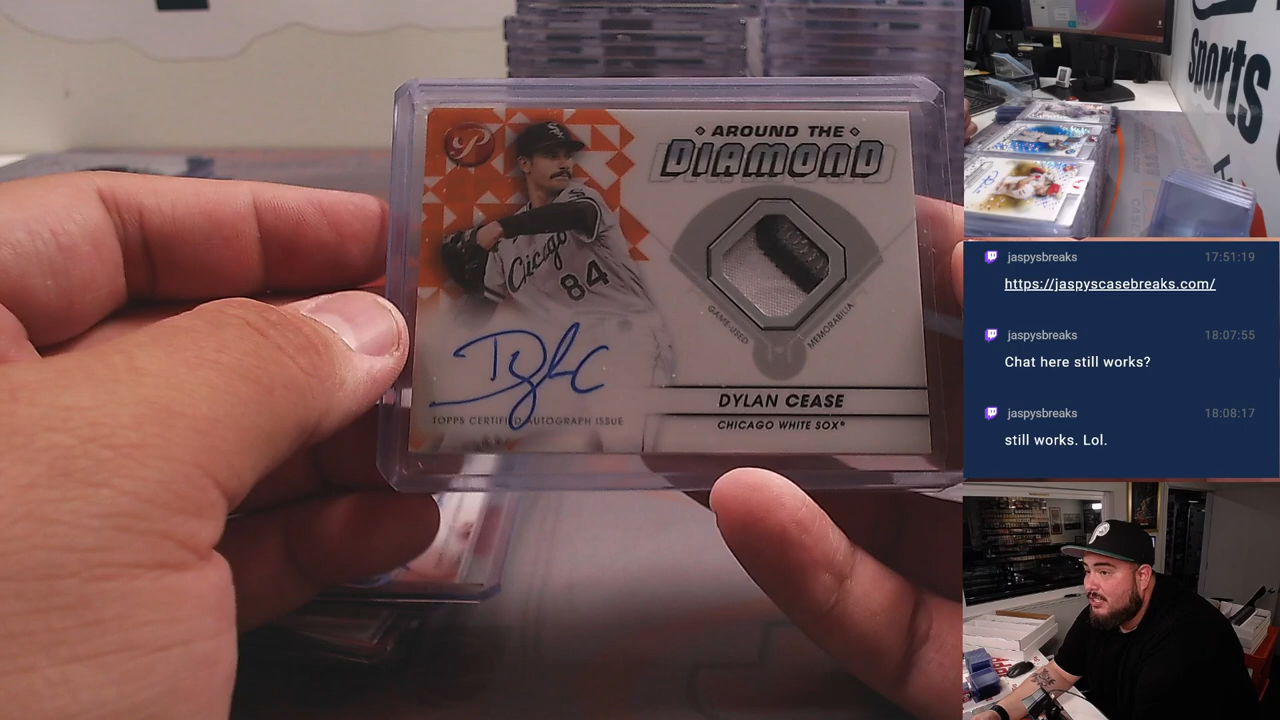 AROUND THE
DIAMOND
Chicago
84
GAME-USED
MEMORABILIA
TOPPS CERTIFIED AUTOGRAPH ISSUE
DYLAN CEASE
CHICAGO WHITE SOX*
Sports
jaspysbreaks 17:51:19
https://jaspyscasebreaks.com/
jaspysbreaks 18:07:55
Chat here still works?
jaspysbreaks 18:08:17
still works. Lol.